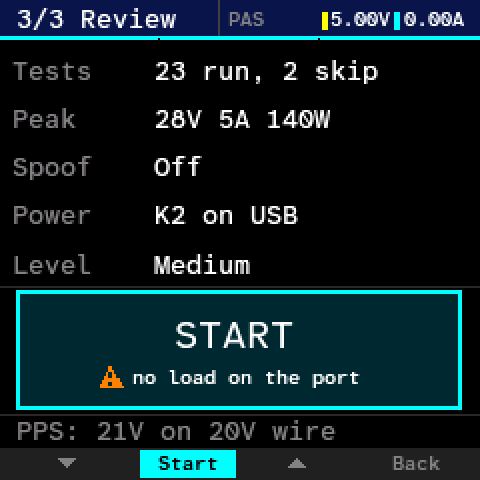 3/3 Review PAS 5.00V 0.00A
Tests 23 run, 2 skip
Peak 28V 5A 140W
Spoof Off
Power K2 on USB
Level Medium
START
no load on the port
PPS: 21V on 20V wire
Start Back